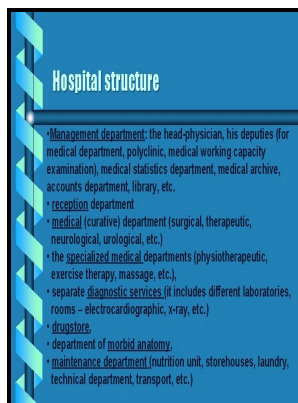 Hospital structure
•Management department: the head-physician, his deputies (for
medical department, polyclinic, medical working capacity
examination), medical statistics department, medical archive,
accounts department, library, etc.
• reception department
• medical (curative) department (surgical, therapeutic,
neurological, urological, etc.)
• the specialized medical departments (physiotherapeutic,
exercise therapy, massage, etc.),
• separate diagnostic services (it includes different laboratories,
rooms – electrocardiographic, x-ray, etc.)
• drugstore,
• department of morbid anatomy,
• maintenance department (nutrition unit, storehouses, laundry,
technical department, transport, etc.)